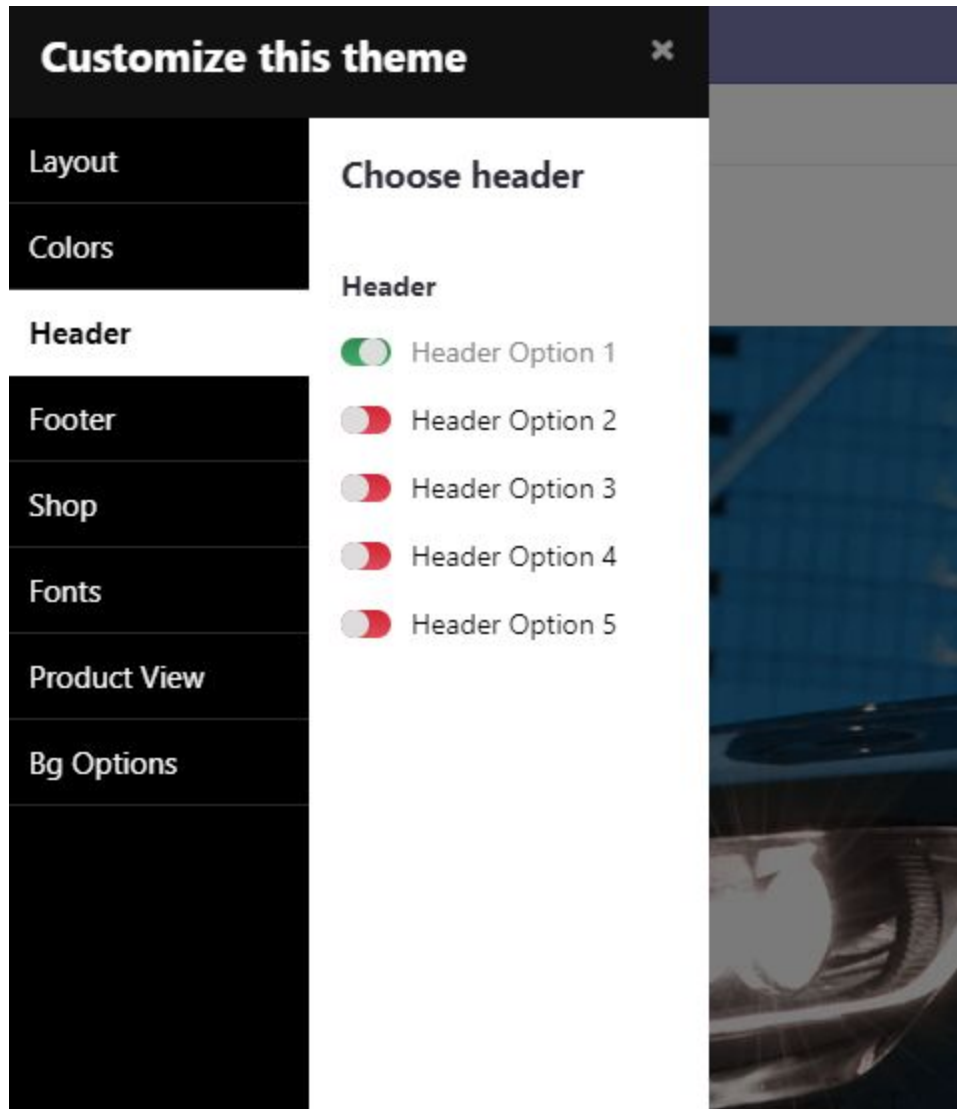 Customize this theme
Layout
Colors
Header
Footer
Shop
Fonts
Product View
Bg Options
Choose header
Header
Header Option 1
Header Option 2
Header Option 3
Header Option 4
Header Option 5